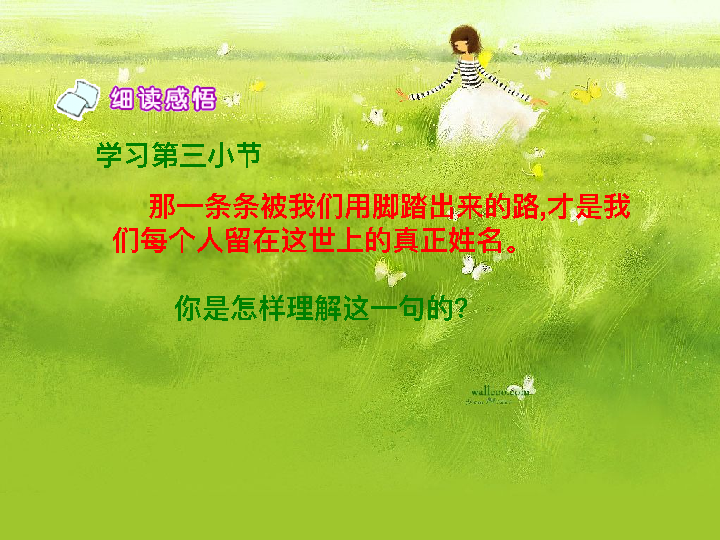 细读感悟
学习第三小节
那一条条被我们用脚踏出来的路,才是我
们每个人留在这世上的真正姓名。
你是怎样理解这一句的?
wallcoo.com